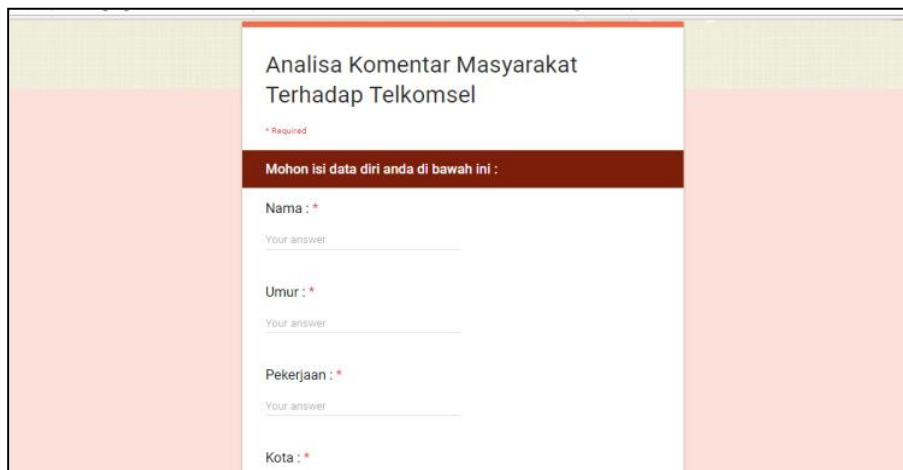 Analisa Komentar Masyarakat
Terhadap Telkomsel
* Required
Mohon isi data diri anda di bawah ini :
Nama : *
Your answer
Umur : *
Your answer
Pekerjaan : *
Your answer
Kota : *